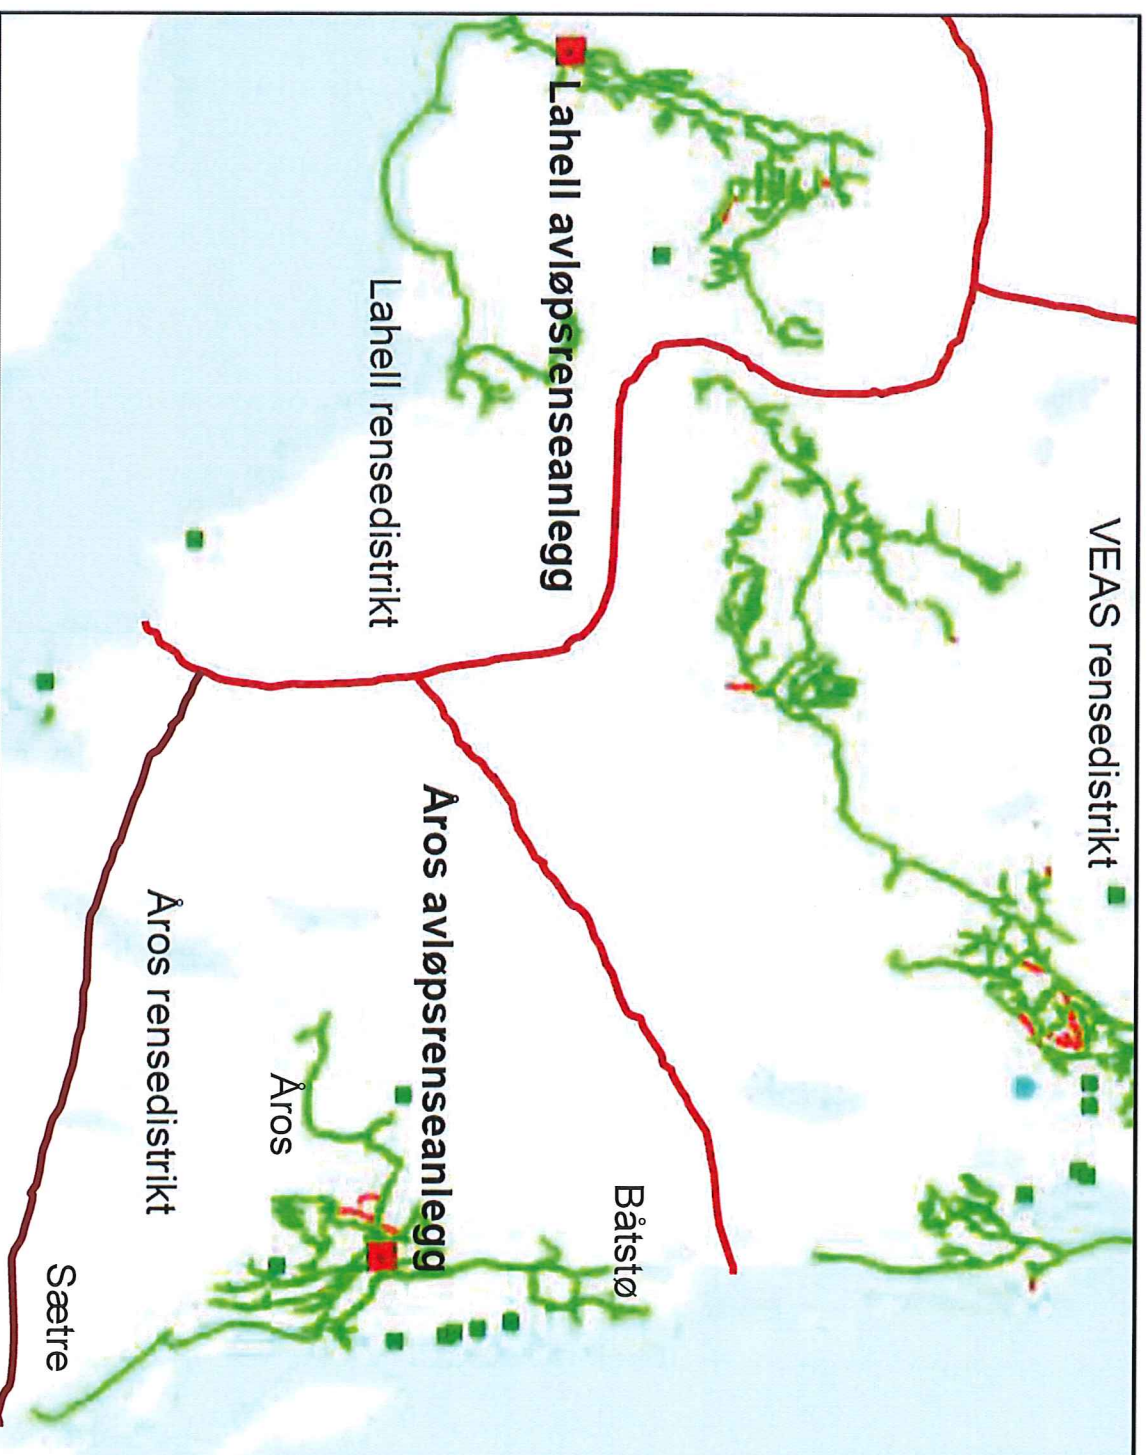 VEAS rensedistrikt
Båtstø
Lahell avløpsrenseanlegg
Åros avløpsrenseanlegg
Lahell rensedistrikt
Åros
Åros rensedistrikt
Sætre